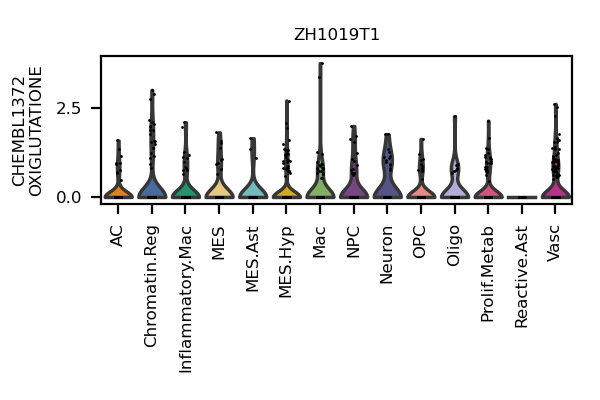 ZH1019T1
CHEMBL1372
OXIGLUTATIONE
2.5
0.0
AC
Chromatin.Reg
Inflammatory.Mac
MES
MES.Ast
MES.Hyp
Mac
NPC
Neuron
OPC
Oligo
Prolif.Metab
Reactive.Ast
Vasc